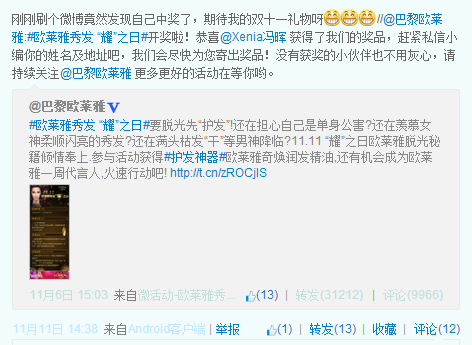 刚刚刷个微博竟然发现自己中奖了，期待我的双十一礼物呀😁😁😁//@巴黎欧莱
雅:#欧莱雅秀发 “耀”之日#开奖啦！恭喜@Xenia冯晖 获得了我们的奖品，赶紧私信小
编你的姓名及地址吧，我们会尽快为您寄出奖品！没有获奖的小伙伴也不用灰心，请
持续关注@巴黎欧莱雅 更多更好的活动在等你哟。
@巴黎欧莱雅
#欧莱雅秀发 “耀”之日#要脱光先“护发”!还在担心自己是单身公害?还在羡慕女
神柔顺闪亮的秀发?还在满头枯发“干”等男神降临?11.11 “耀”之日欧莱雅脱光秘
籍倾情奉上,参与活动获得#护发神器#欧莱雅奇焕润发精油,还有机会成为欧莱
雅一周代言人,火速行动吧! http://t.cn/zROCjIS
11月6日 15:03 来自微活动-欧莱雅秀... (13) | 转发(31212) | 评论(9966)
11月11日 14:38 来自Android客户端 | 举报 (1) | 转发(13) | 收藏 | 评论(12)